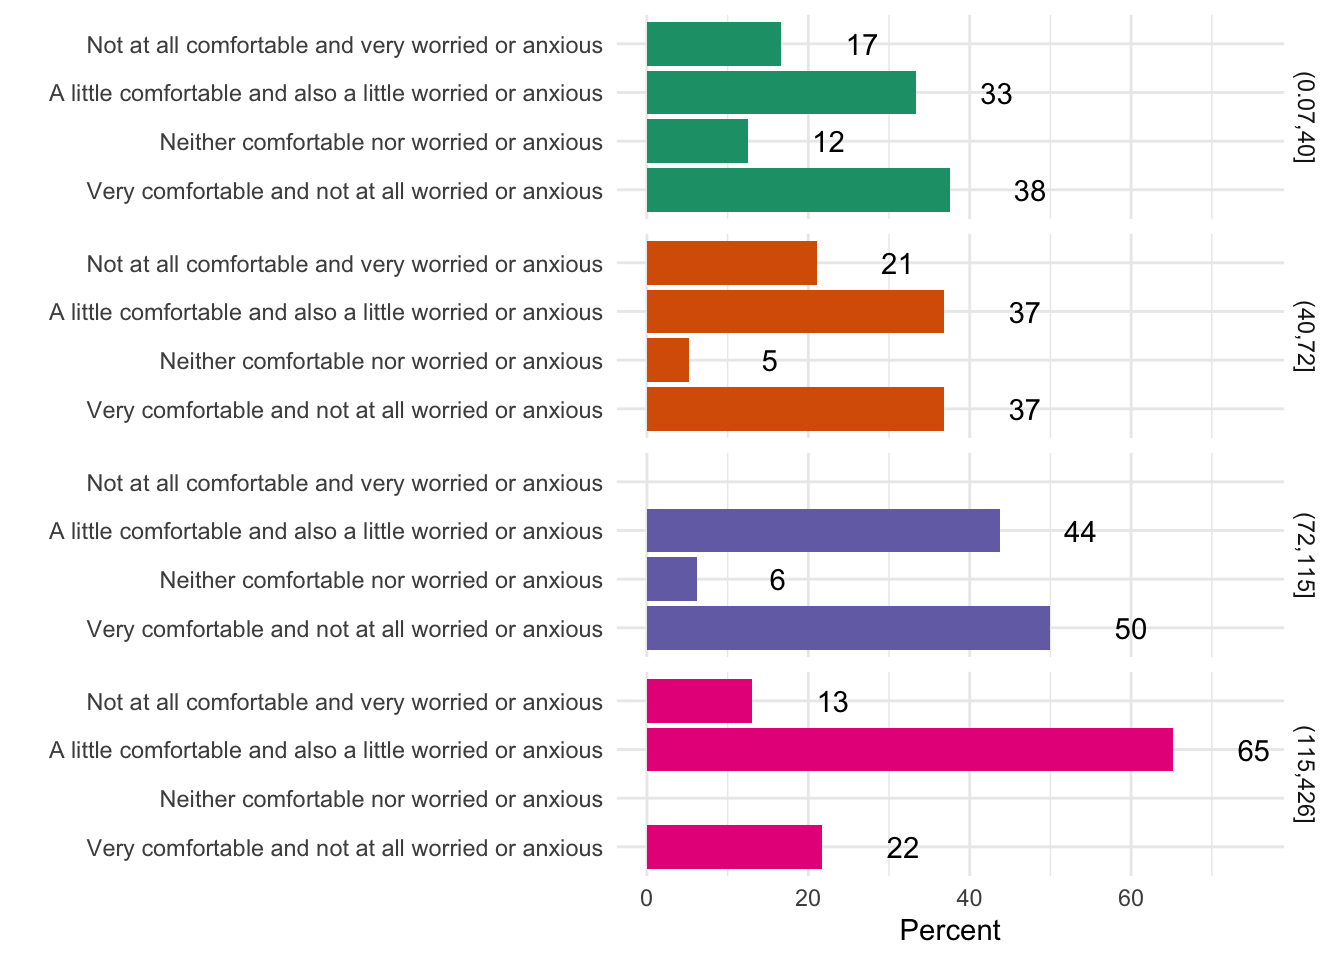 Not at all comfortable and very worried or anxious 17
A little comfortable and also a little worried or anxious 33
Neither comfortable nor worried or anxious 12
Very comfortable and not at all worried or anxious 38
(0.07,40]
Not at all comfortable and very worried or anxious 21
A little comfortable and also a little worried or anxious 37
Neither comfortable nor worried or anxious 5
Very comfortable and not at all worried or anxious 37
(40,72]
Not at all comfortable and very worried or anxious
A little comfortable and also a little worried or anxious 44
Neither comfortable nor worried or anxious 6
Very comfortable and not at all worried or anxious 50
(72,115]
Not at all comfortable and very worried or anxious 13
A little comfortable and also a little worried or anxious 65
Neither comfortable nor worried or anxious
Very comfortable and not at all worried or anxious 22
(115,426]
0 20 40 60
Percent